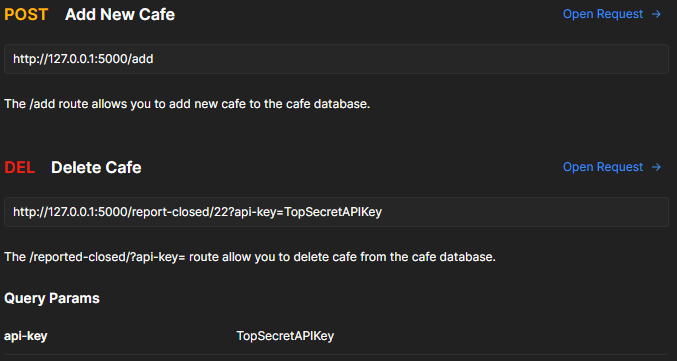 POST Add New Cafe Open Request →
http://127.0.0.1:5000/add
The /add route allows you to add new cafe to the cafe database.
DEL Delete Cafe Open Request →
http://127.0.0.1:5000/report-closed/22?api-key=TopSecretAPIKey
The /reported-closed/?api-key= route allow you to delete cafe from the cafe database.
Query Params
api-key TopSecretAPIKey